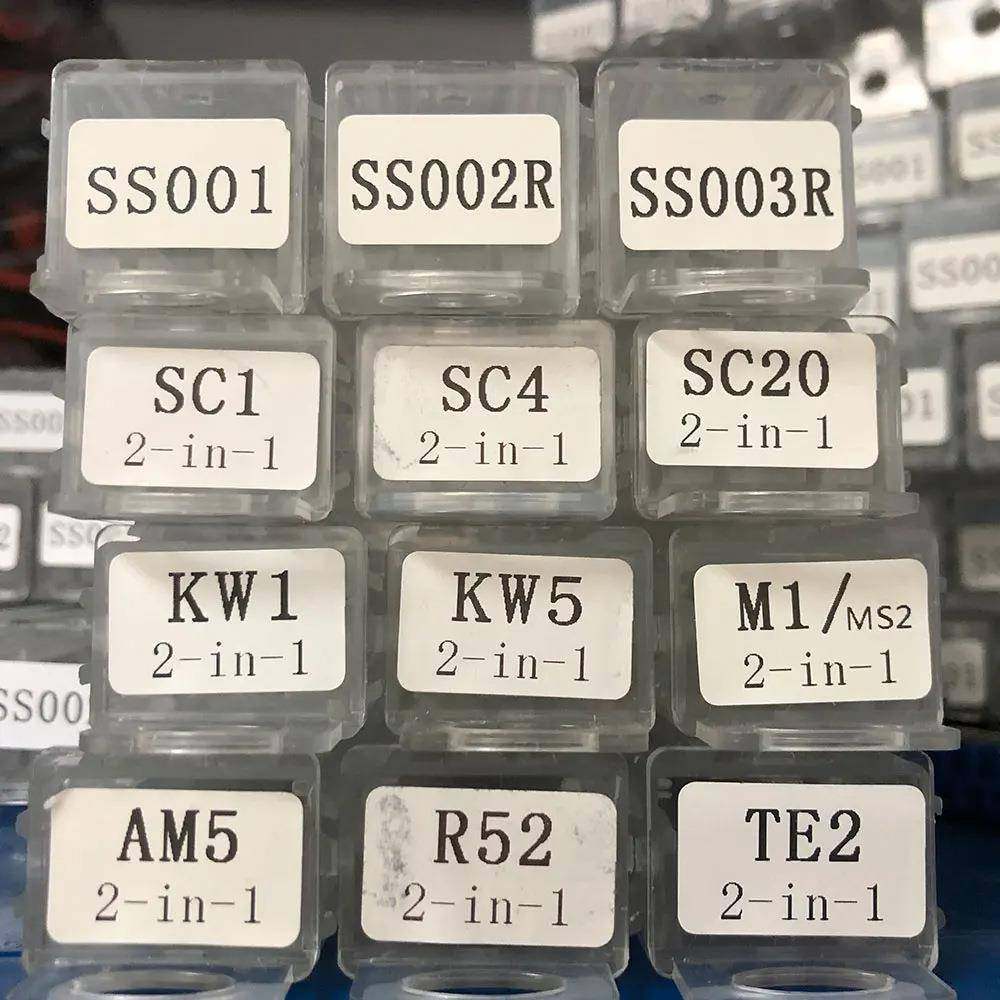 SS001
SS002R
SS003R
SC1
2-in-1
SC4
2-in-1
SC20
2-in-1
KW1
2-in-1
KW5
2-in-1
M1/MS2
2-in-1
AM5
2-in-1
R52
2-in-1
TE2
2-in-1